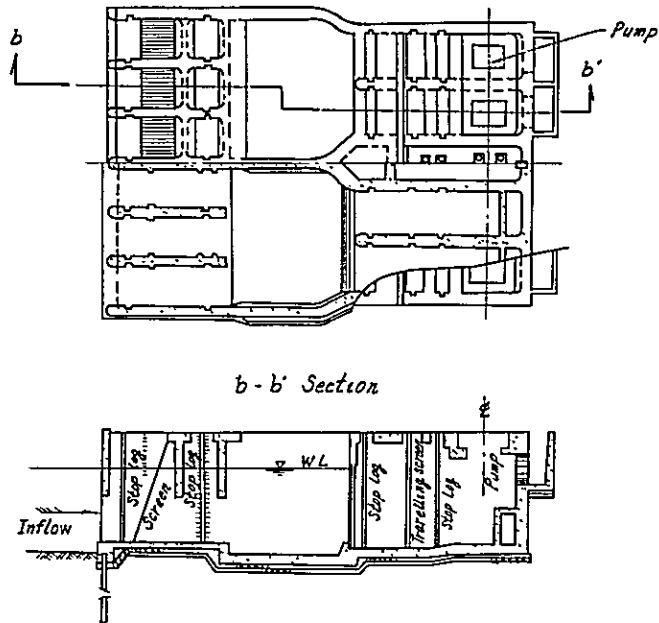 b
Pump
b'
b - b' Section
WL
Stop Log
Screen
Stop Log
Stop Log
Travelling screen
Stop Log
Pump
Inflow